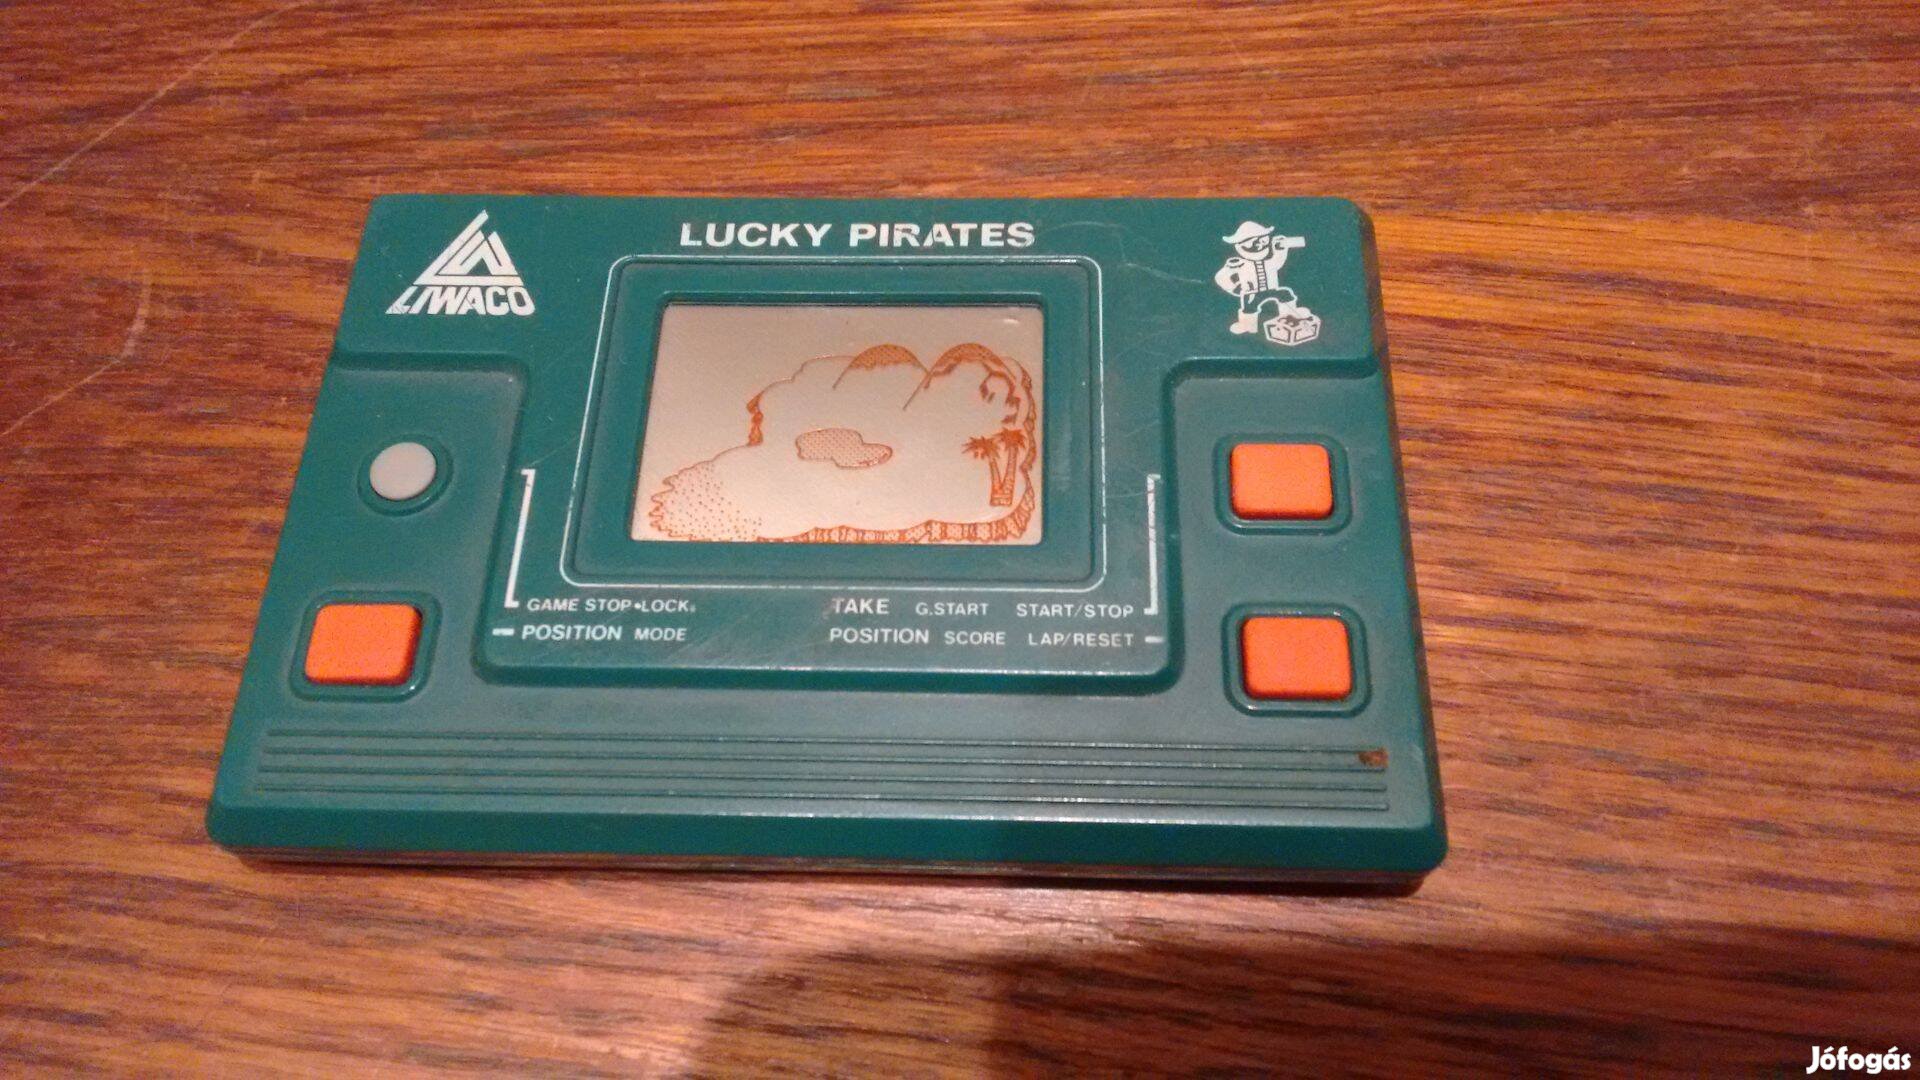 LUCKY PIRATES
LIWACO
GAME STOP•LOCK
POSITION MODE
TAKE G.START START/STOP
POSITION SCORE LAP/RESET
Jófogás